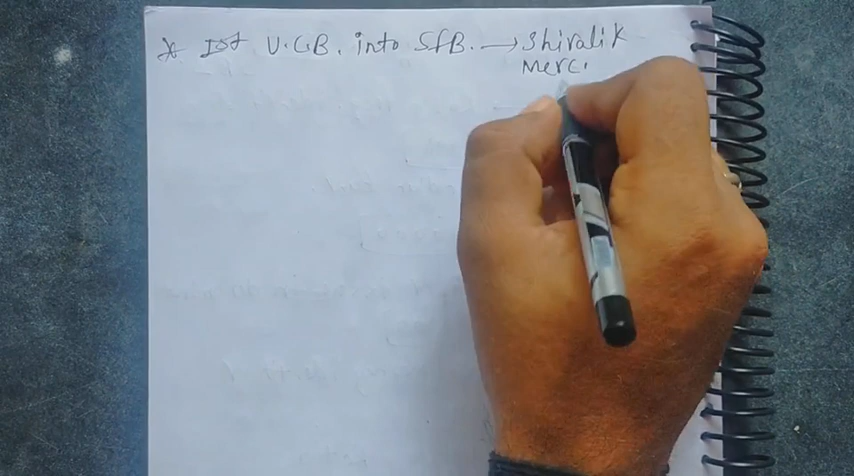 * Ist U.C.B. into SFB. → Shivalik
Merc.